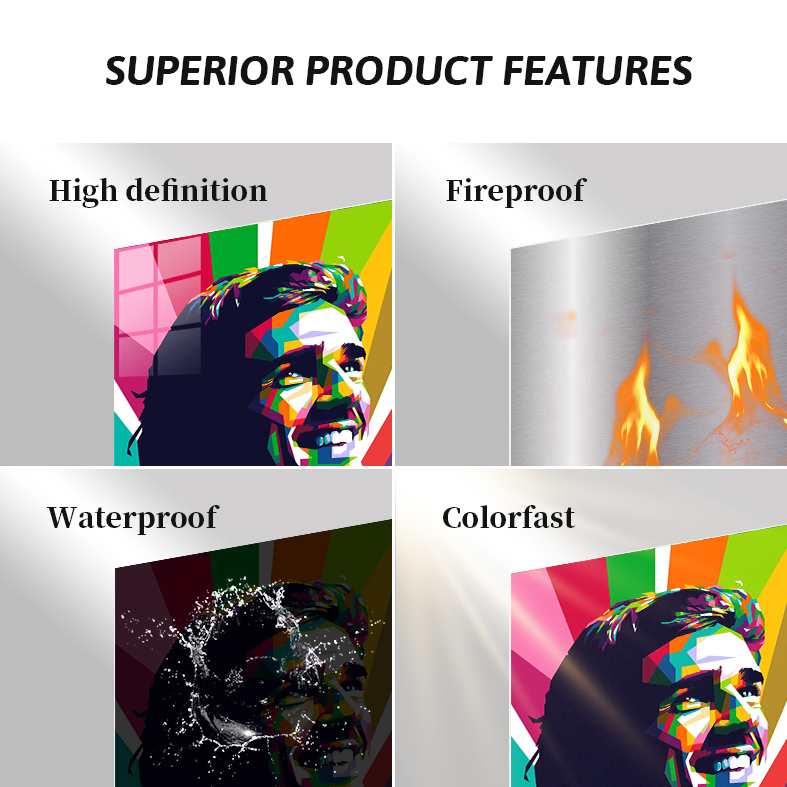 SUPERIOR PRODUCT FEATURES
High definition
Fireproof
Waterproof
Colorfast